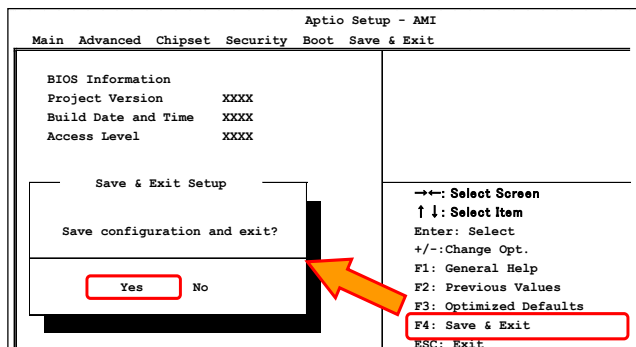 Aptio Setup - AMI
Main Advanced Chipset Security Boot Save & Exit
BIOS Information
Project Version XXXX
Build Date and Time XXXX
Access Level XXXX
Save & Exit Setup
Save configuration and exit?
Yes No
→←: Select Screen
↑↓: Select Item
Enter: Select
+/-:Change Opt.
F1: General Help
F2: Previous Values
F3: Optimized Defaults
F4: Save & Exit
ESC: Exit